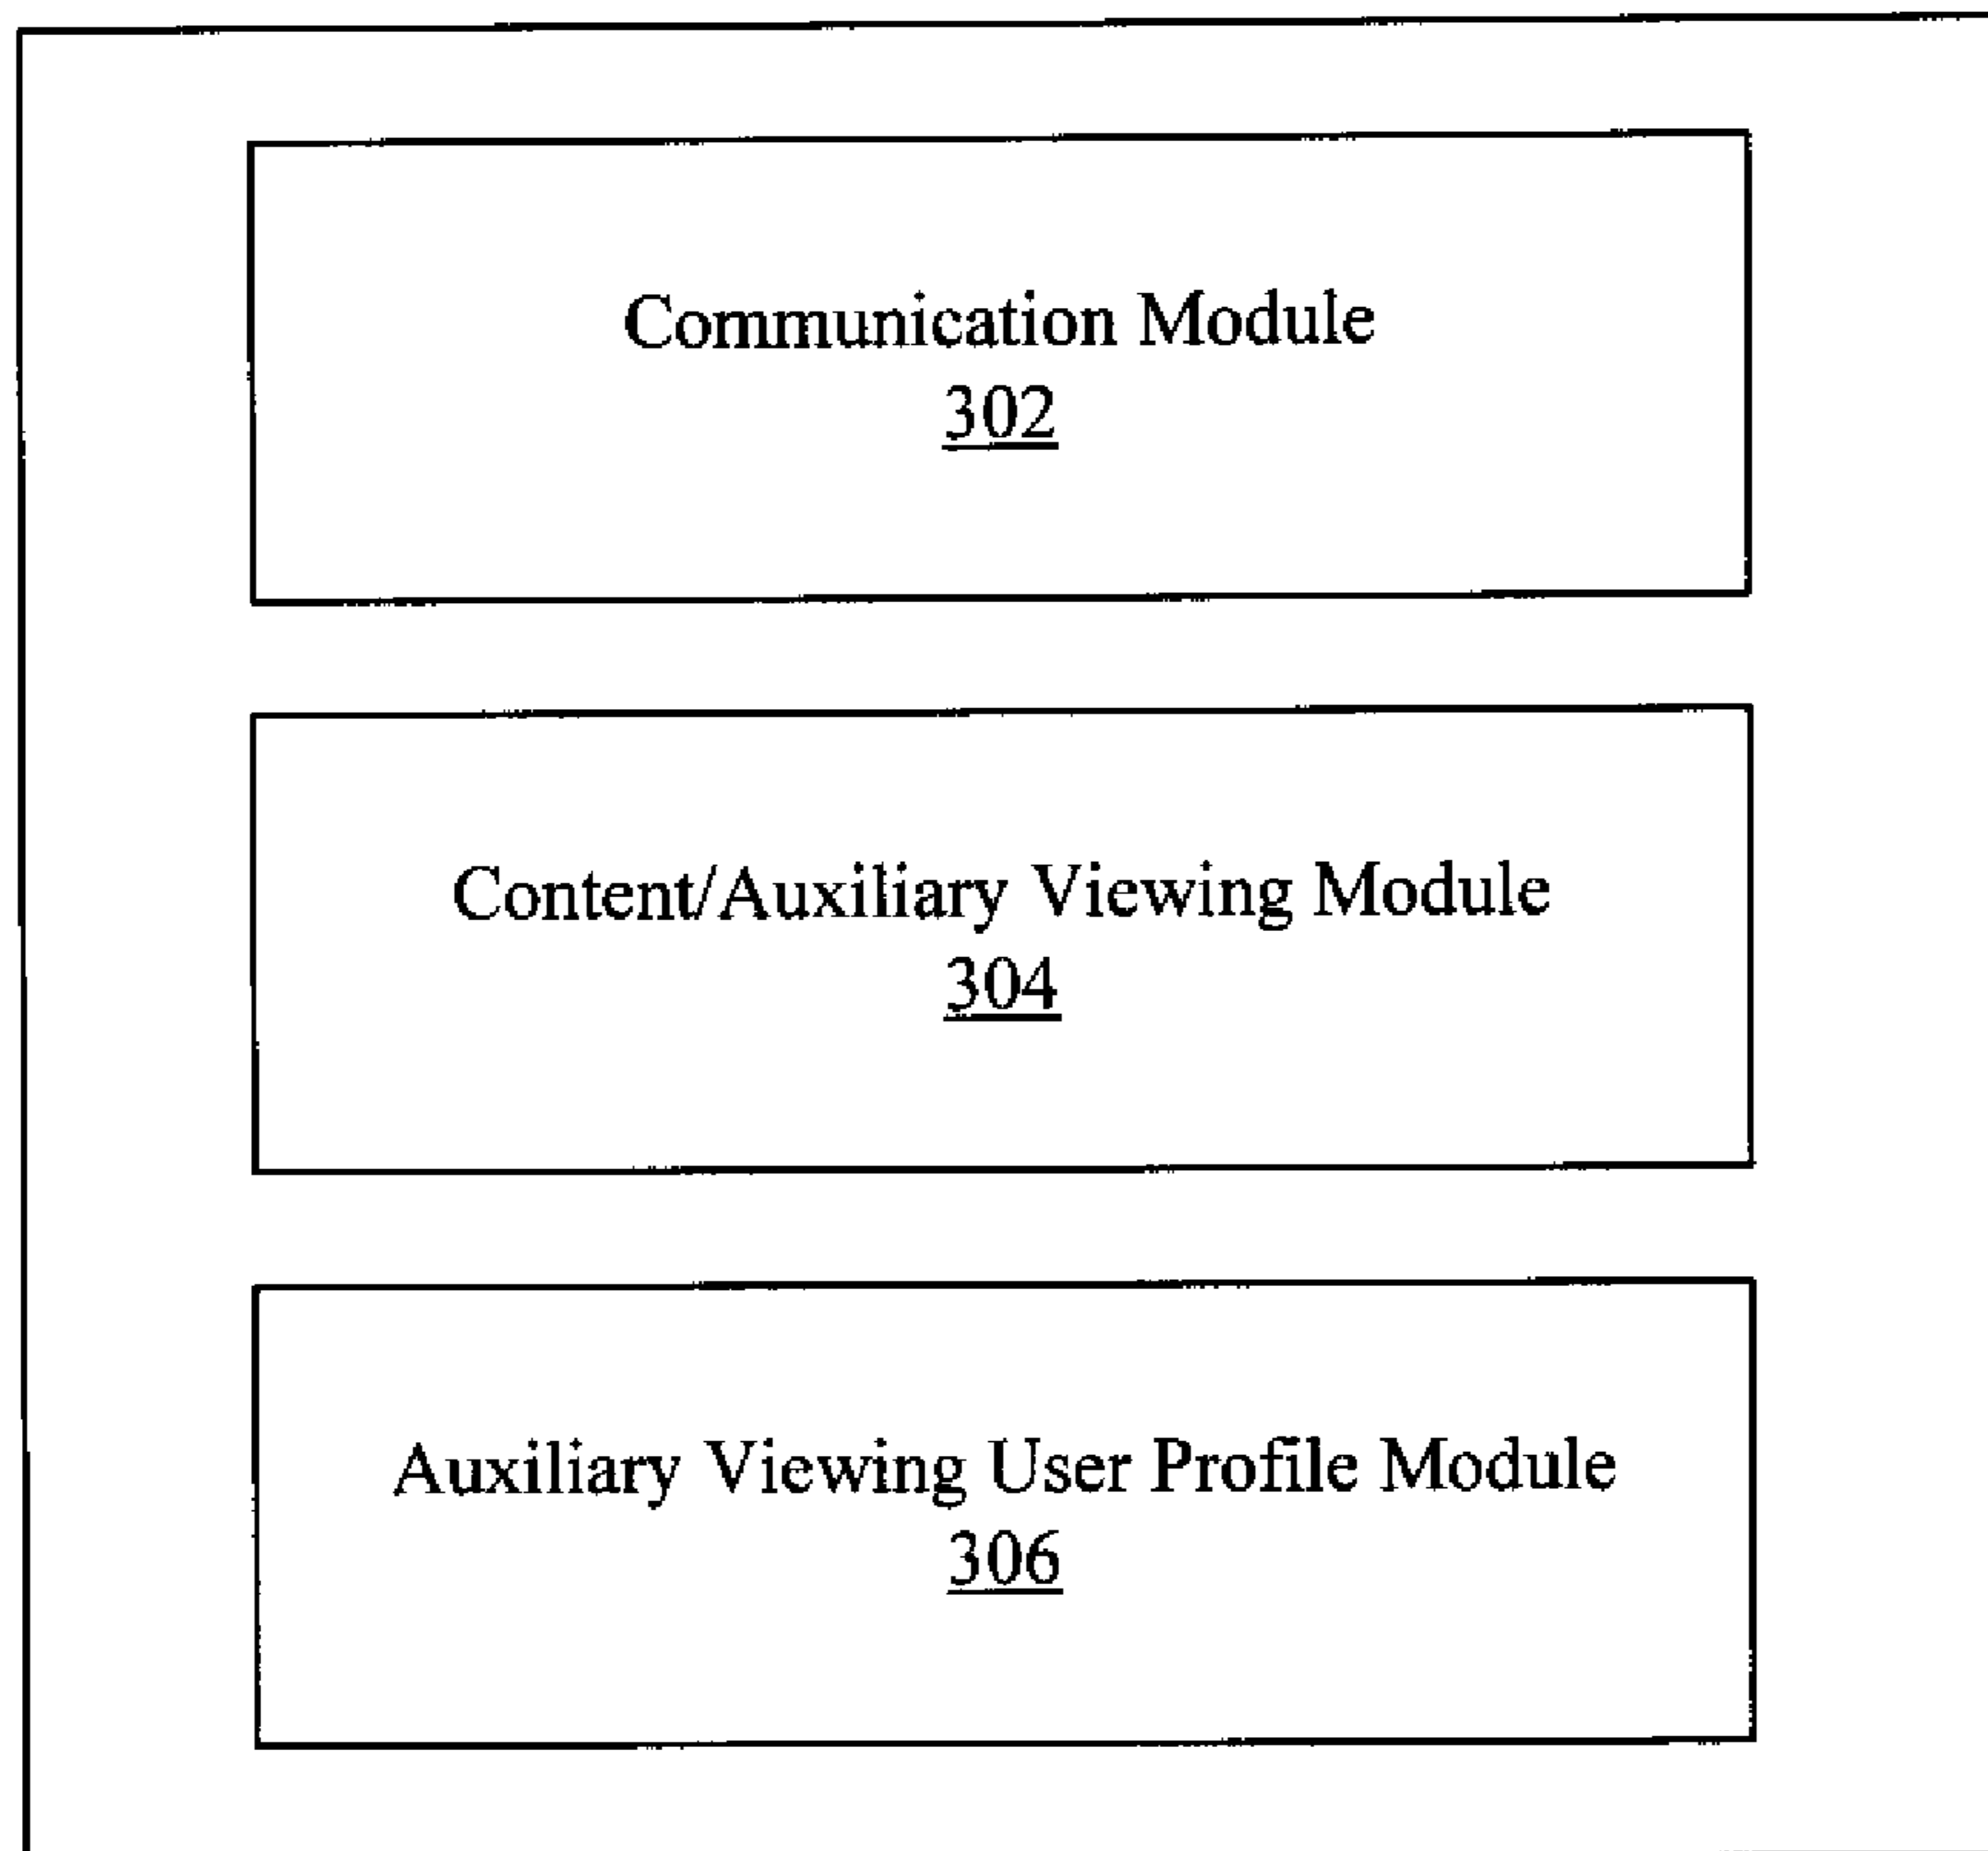 Communication Module
302
Content/Auxiliary Viewing Module
304
Auxiliary Viewing User Profile Module
306